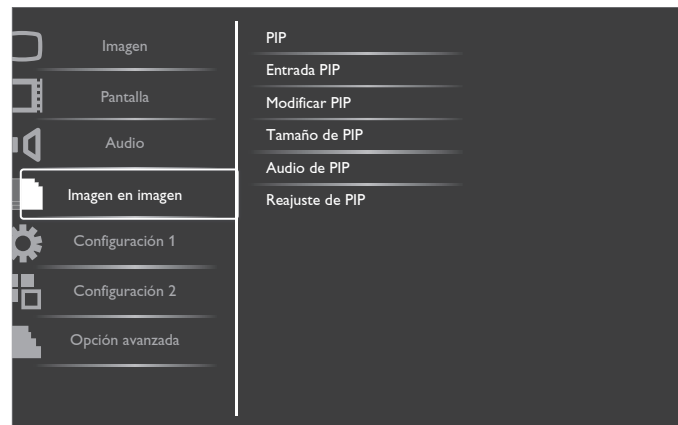 Imagen
Pantalla
Audio
Imagen en imagen
Configuración 1
Configuración 2
Opción avanzada
PIP
Entrada PIP
Modificar PIP
Tamaño de PIP
Audio de PIP
Reajuste de PIP